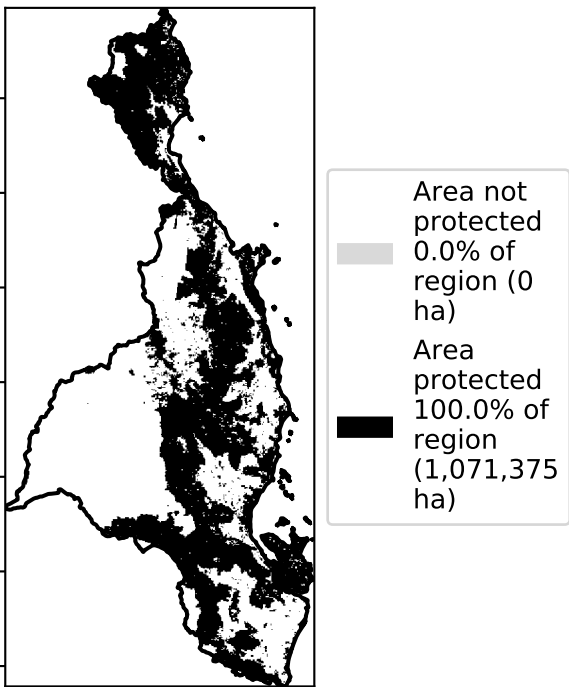 Area not
protected
0.0% of
region (0
ha)
Area
protected
100.0% of
region
(1,071,375
ha)